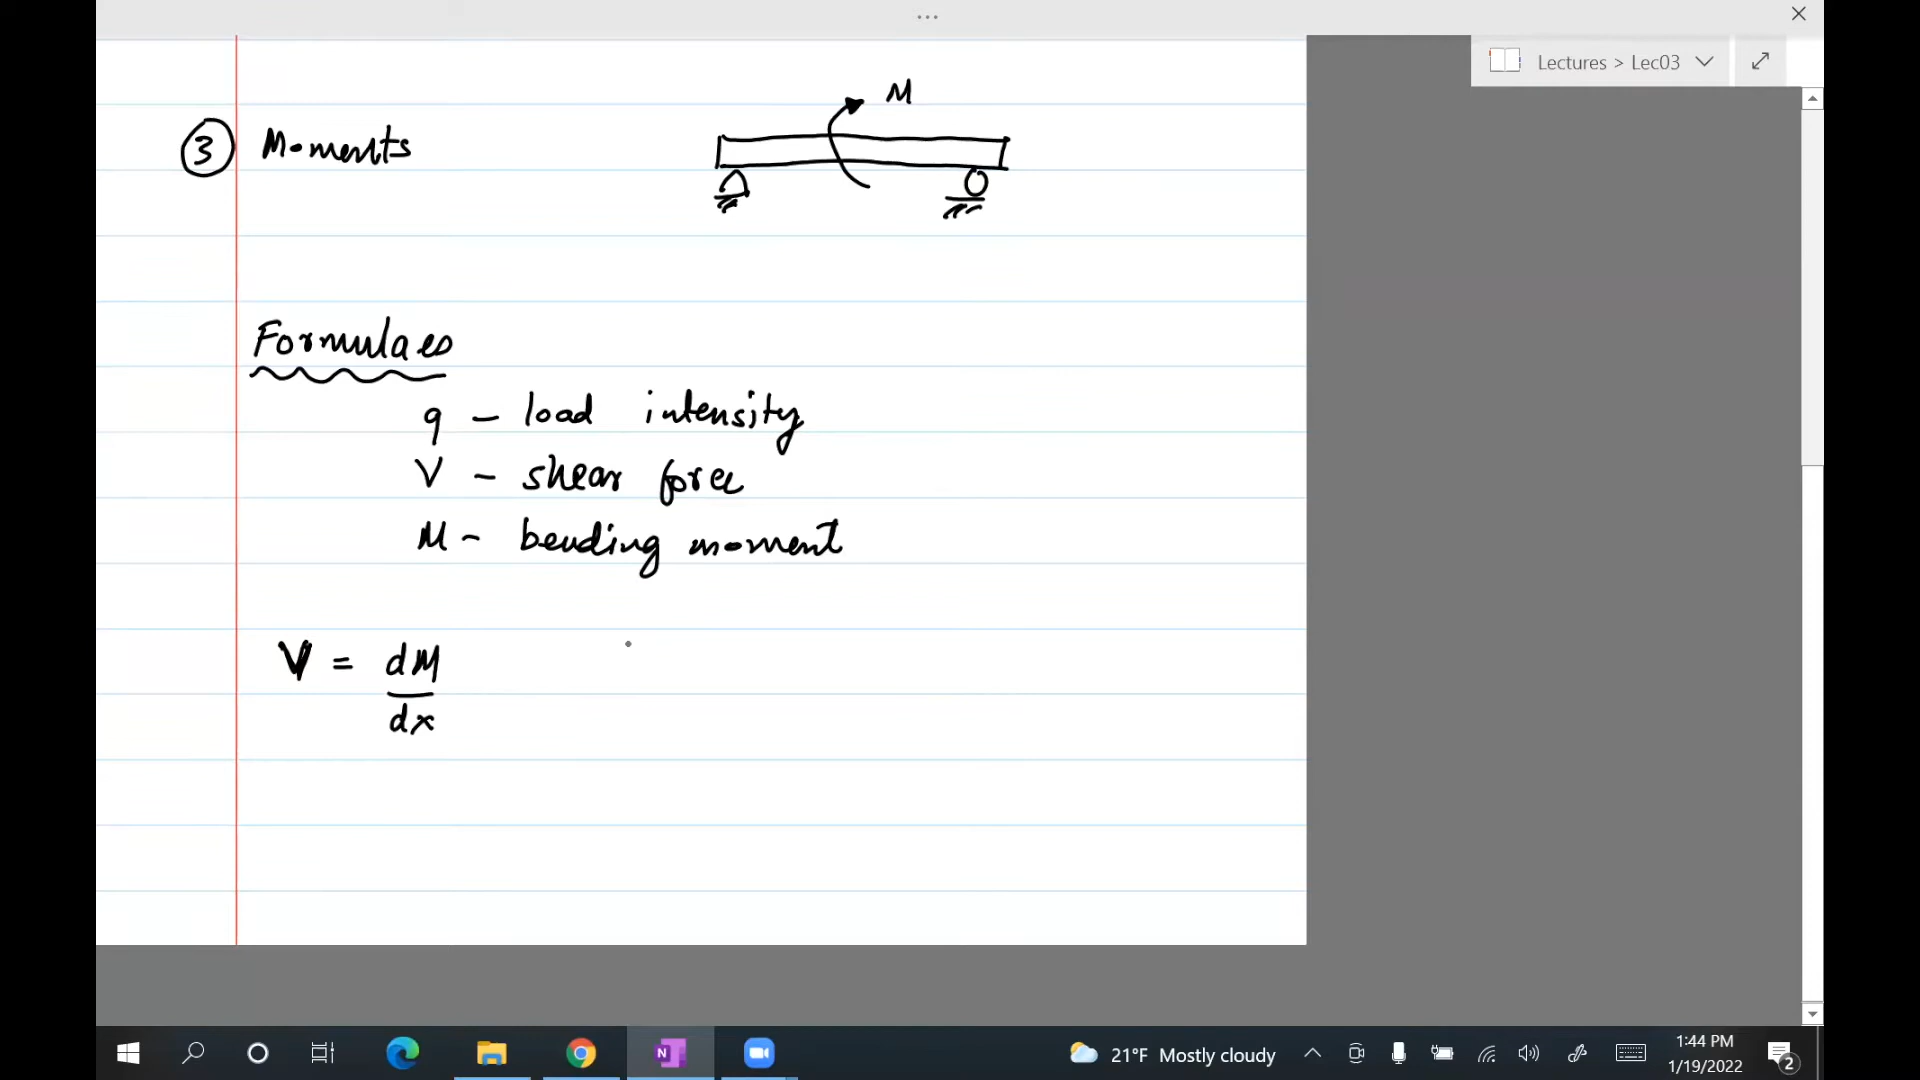 ...
Lectures > Lec03
M
3 Moments
Formulaes
q – load intensity
V – shear force
M – bending moment
V = dM
dx
21°F Mostly cloudy
1:44 PM
1/19/2022
2
N